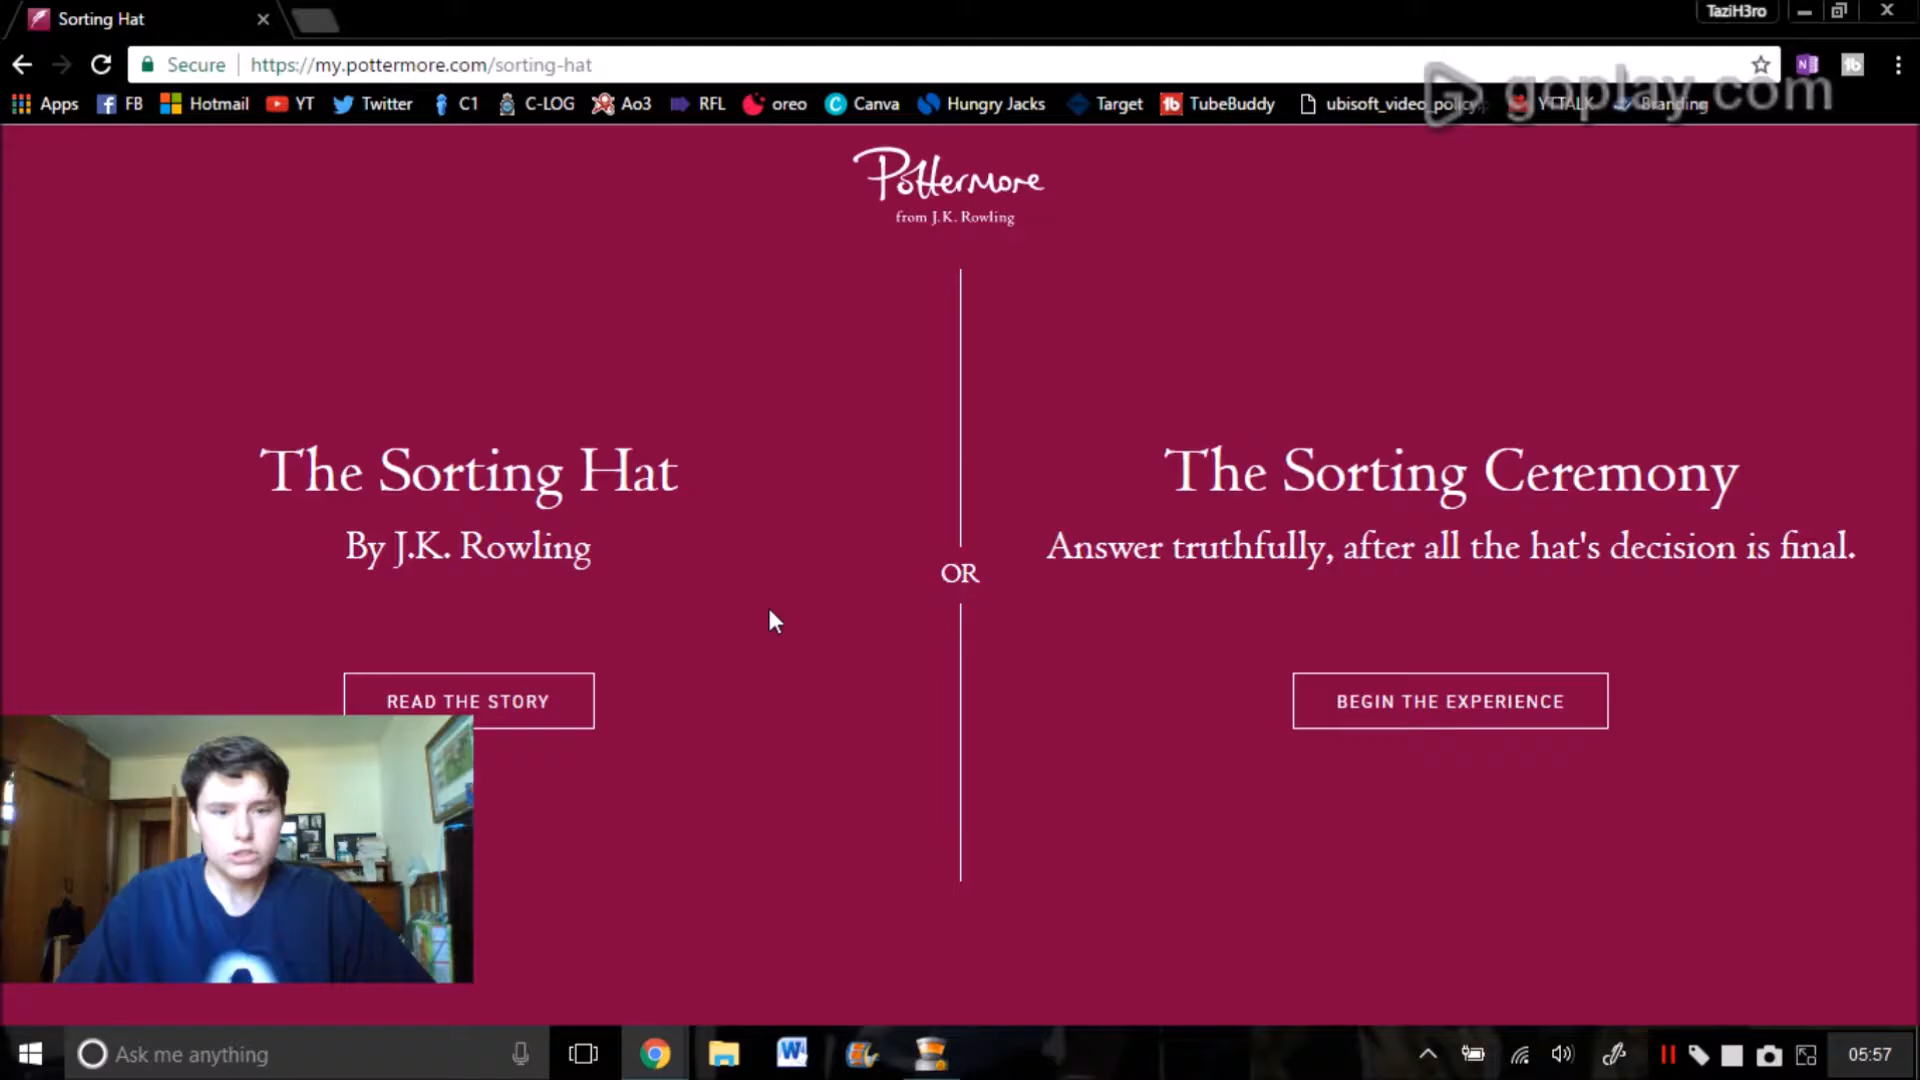 Sorting Hat
TaziH3ro
Secure https://my.pottermore.com/sorting-hat
goplay.com
Apps FB Hotmail YT Twitter C1 C-LOG Ao3 RFL oreo Canva Hungry Jacks Target TubeBuddy ubisoft_video_policy YTTALK Branding
Pottermore
from J.K. Rowling
The Sorting Hat
By J.K. Rowling
READ THE STORY
OR
The Sorting Ceremony
Answer truthfully, after all the hat's decision is final.
BEGIN THE EXPERIENCE
Ask me anything
05:57